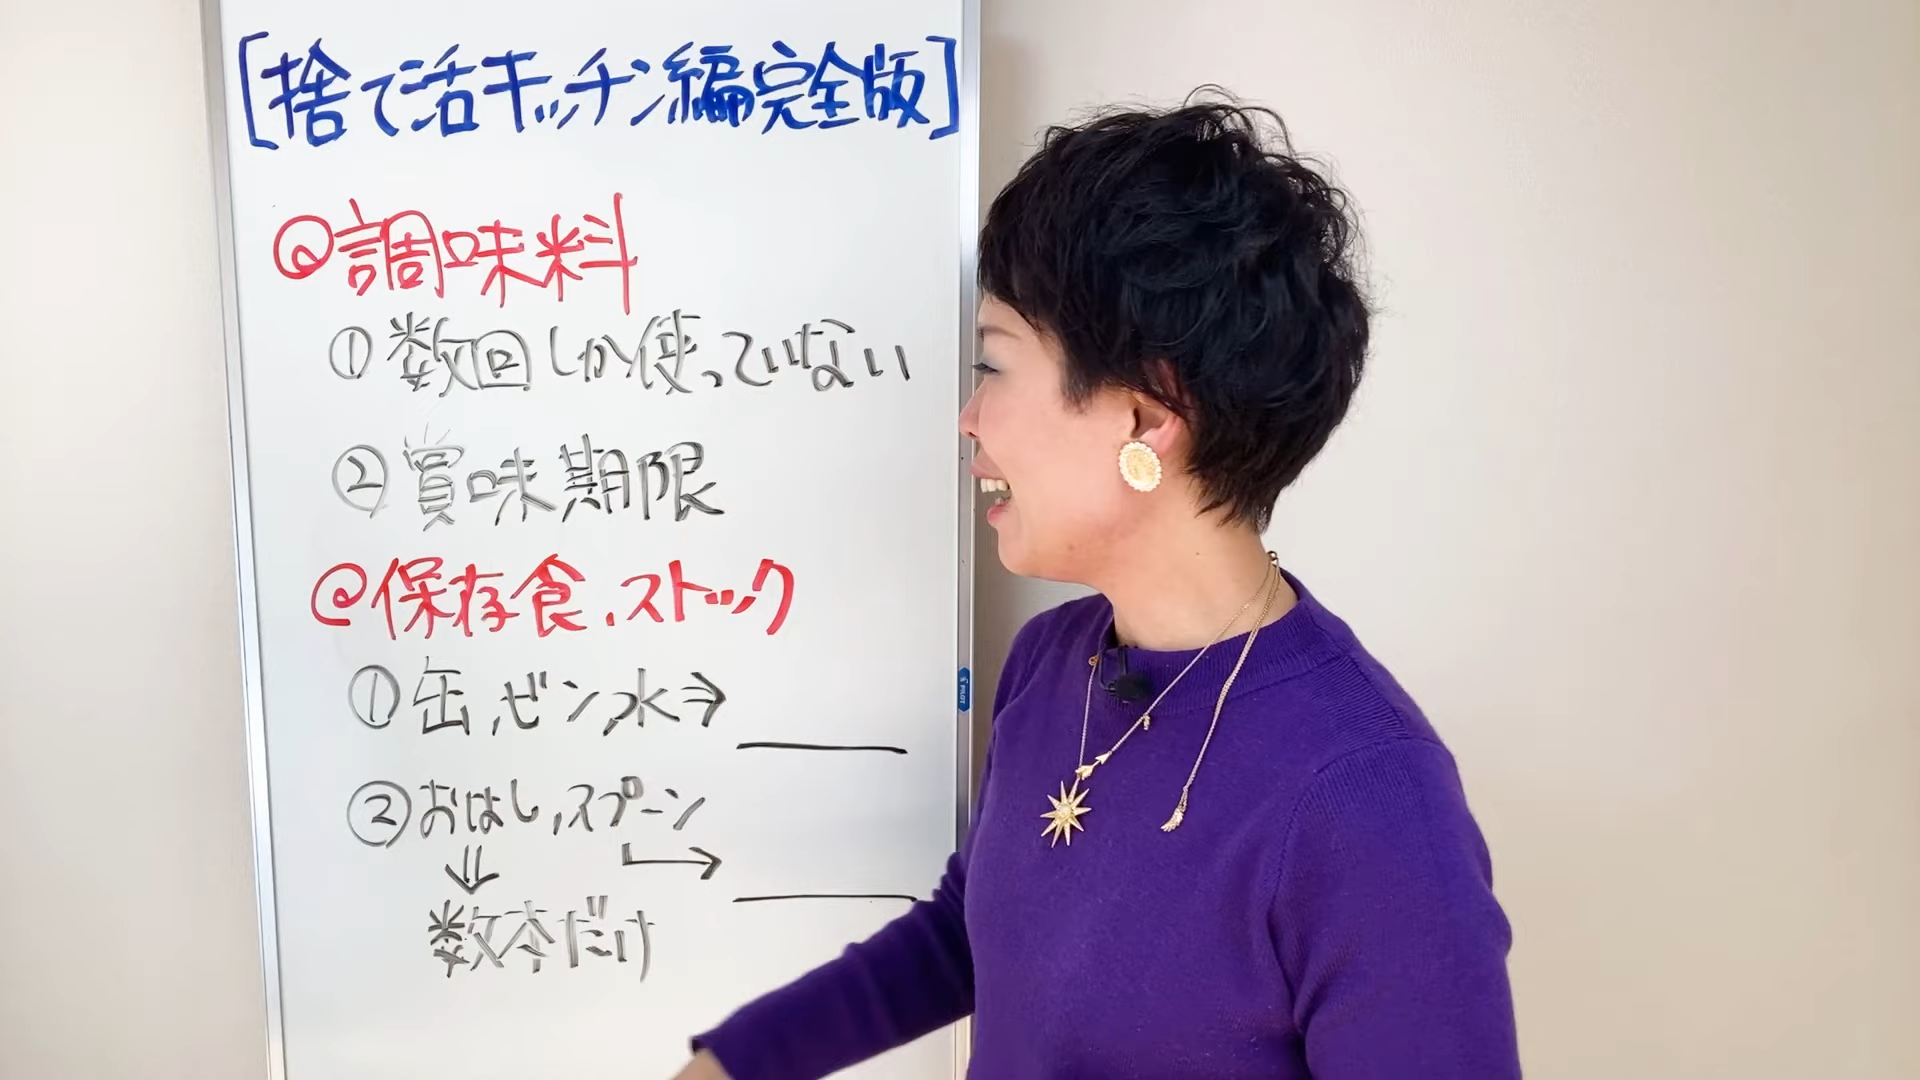 [捨て活キッチン編完全版]
@調味料
①数回しか使っていない
②賞味期限
@保存食、ストック
①缶、ビン、水⇒
②おはし、スプーン
⇓ →
数本だけ
PILOT